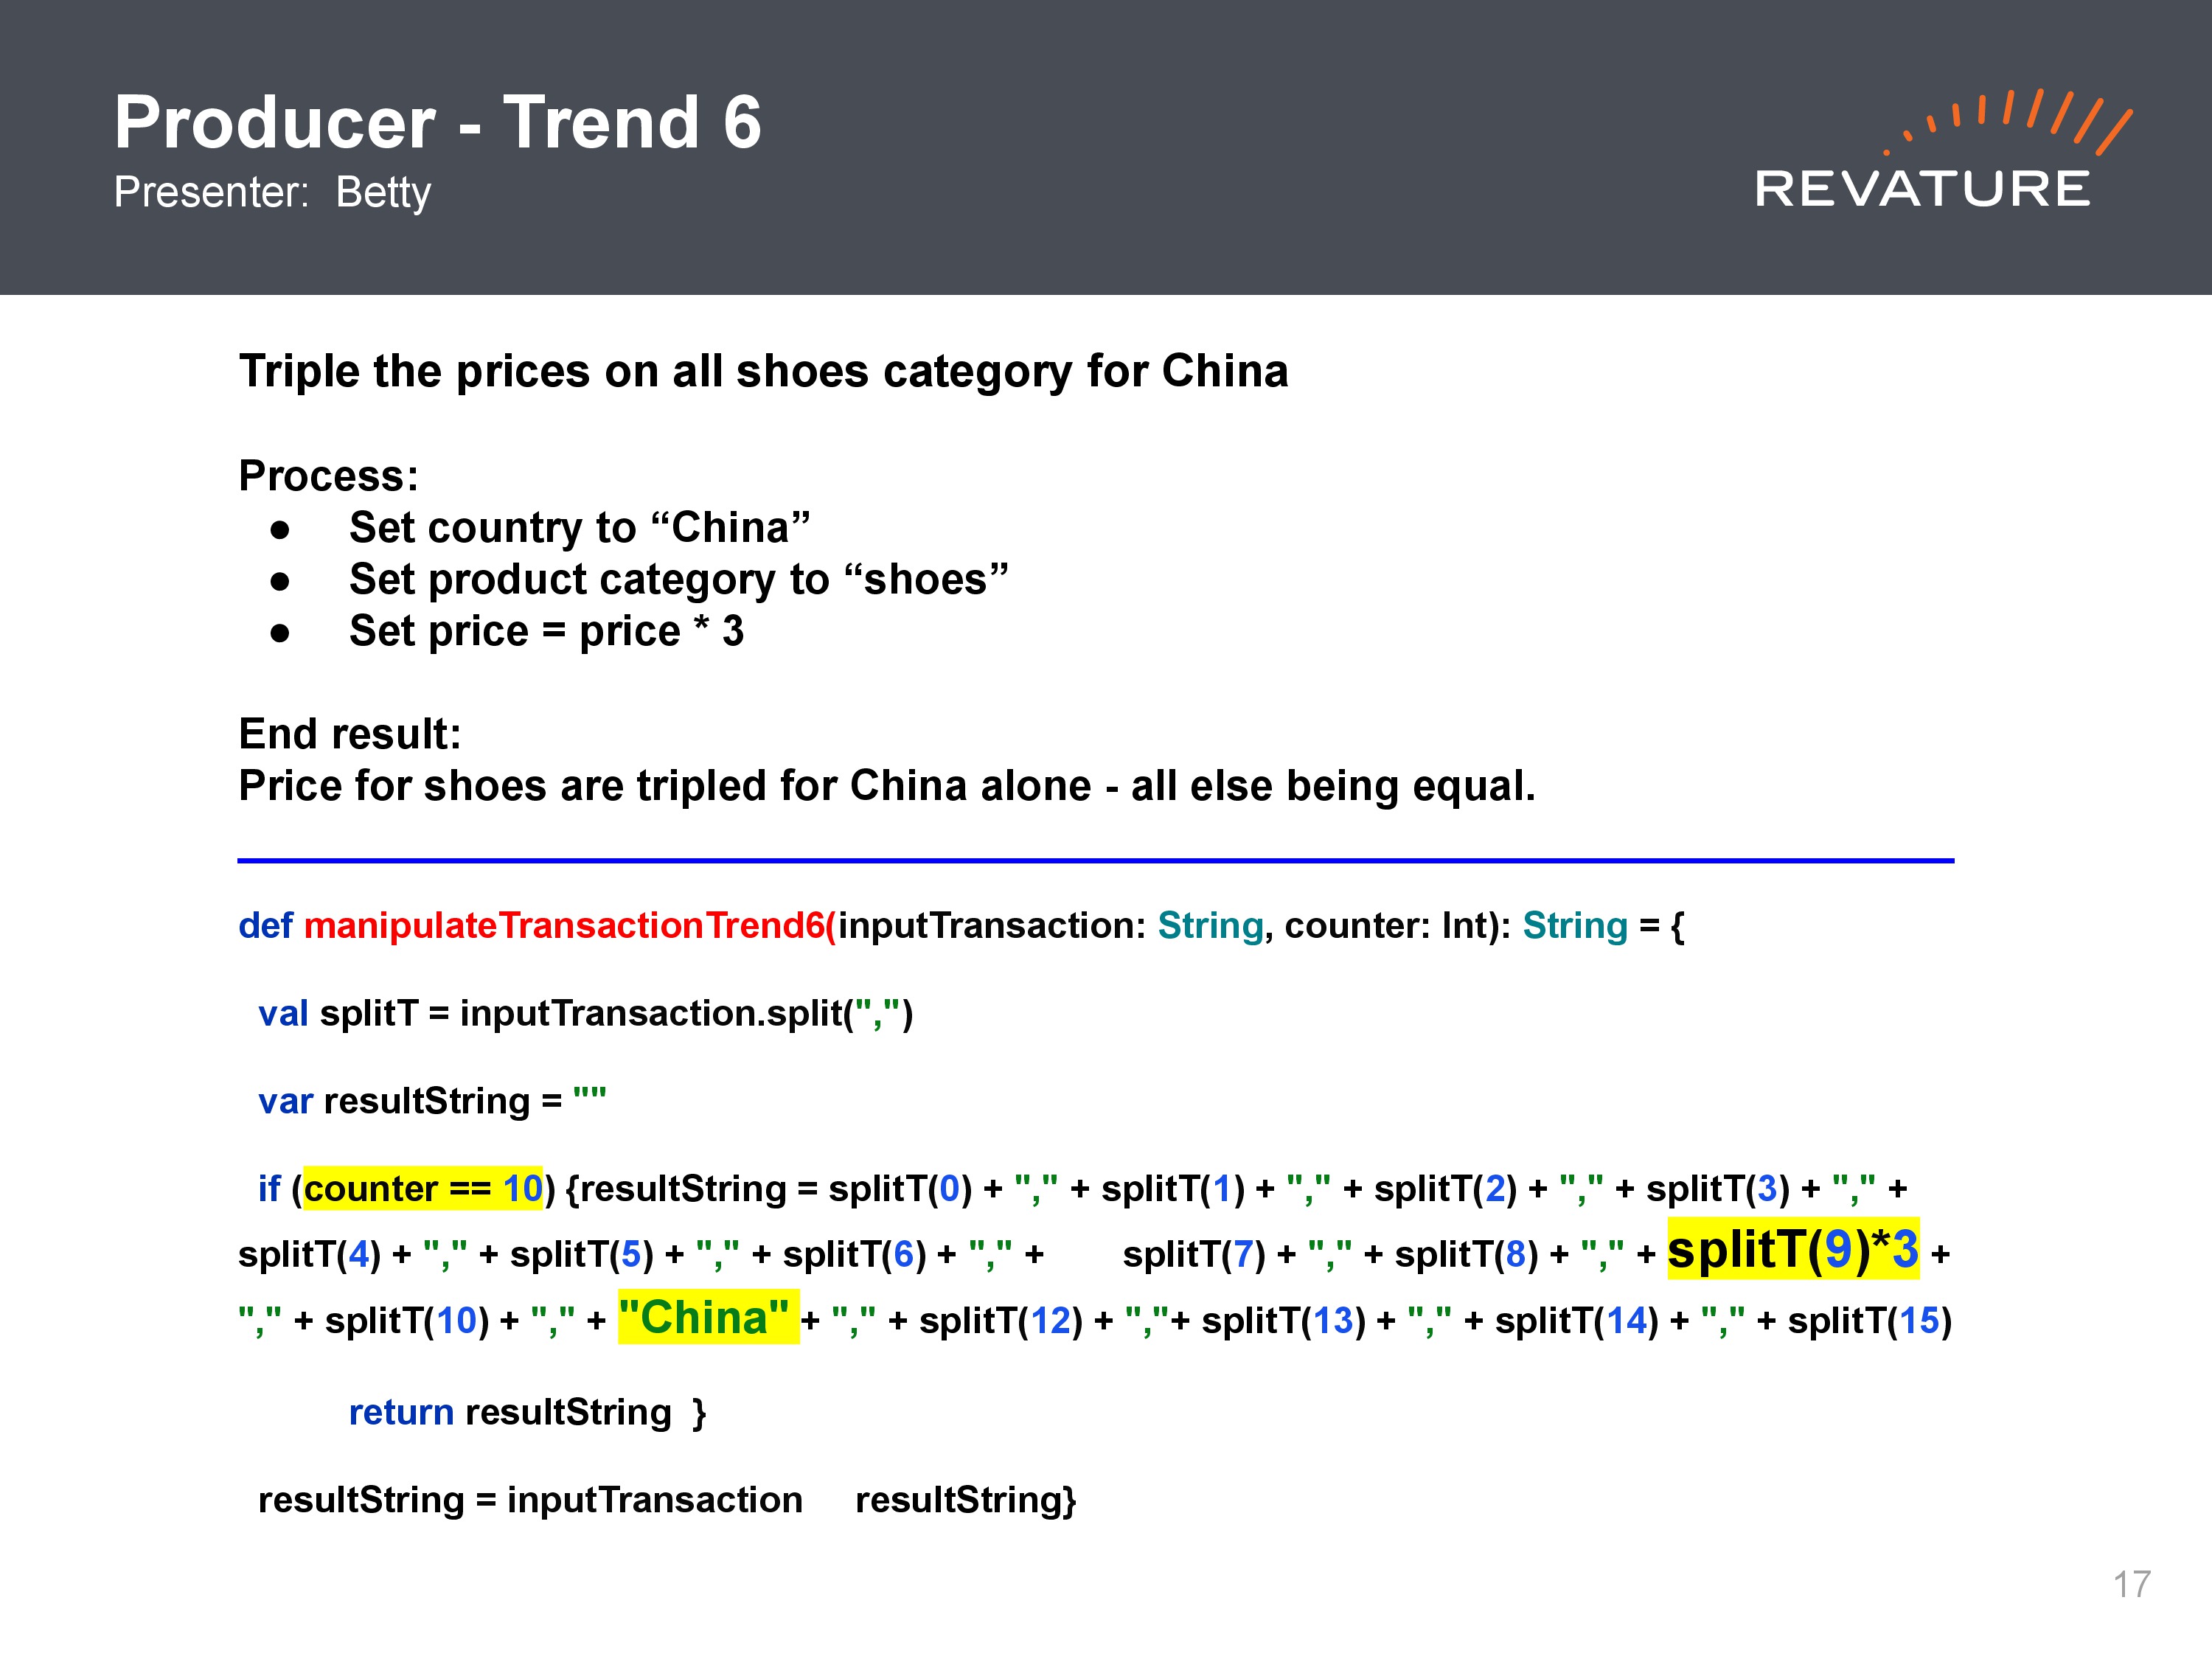 Producer - Trend 6
Presenter:  Betty
REVATURE
Triple the prices on all shoes category for China
Process:
● Set country to “China”
● Set product category to “shoes”
● Set price = price * 3
End result:
Price for shoes are tripled for China alone - all else being equal.
def manipulateTransactionTrend6(inputTransaction: String, counter: Int): String = {
val splitT = inputTransaction.split(",")
var resultString = ""
if (counter == 10) {resultString = splitT(0) + "," + splitT(1) + "," + splitT(2) + "," + splitT(3) + "," +
splitT(4) + "," + splitT(5) + "," + splitT(6) + "," + splitT(7) + "," + splitT(8) + "," + splitT(9)*3 +
"," + splitT(10) + "," + "China" + "," + splitT(12) + ","+ splitT(13) + "," + splitT(14) + "," + splitT(15)
return resultString  }
resultString = inputTransaction    resultString}
17